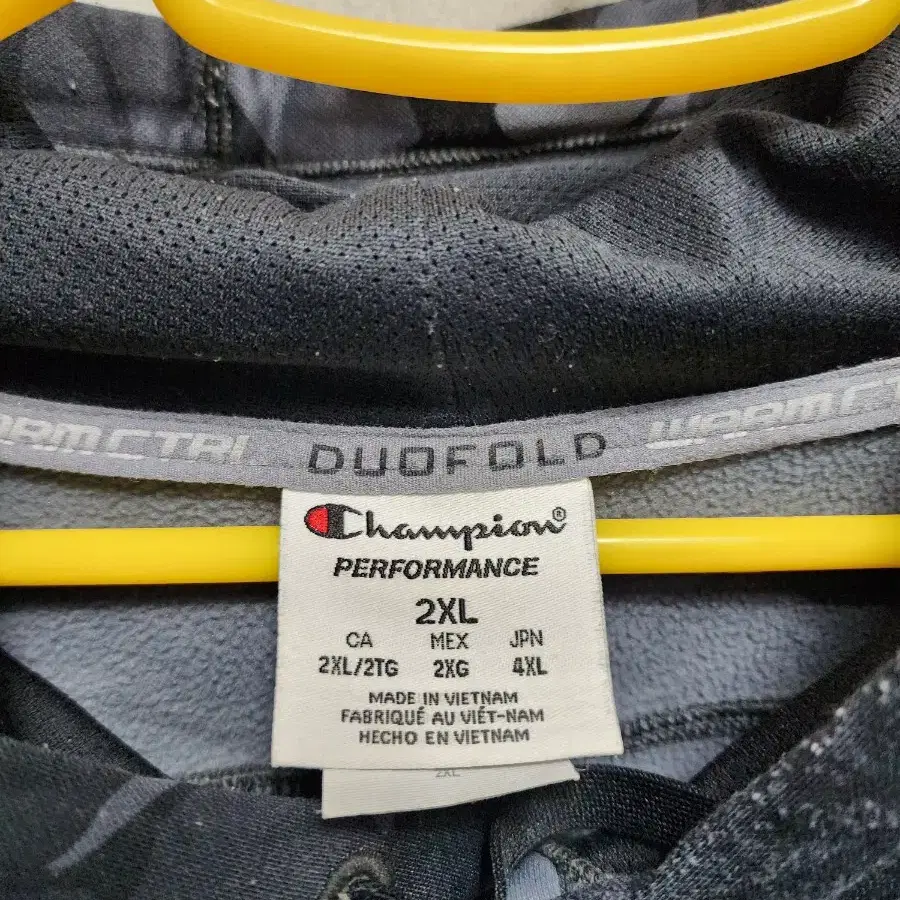 DUOFOLD
Champion®
PERFORMANCE
2XL
CA MEX JPN
2XL/2TG 2XG 4XL
MADE IN VIETNAM
FABRIQUÉ AU VIÉT-NAM
HECHO EN VIETNAM
2XL